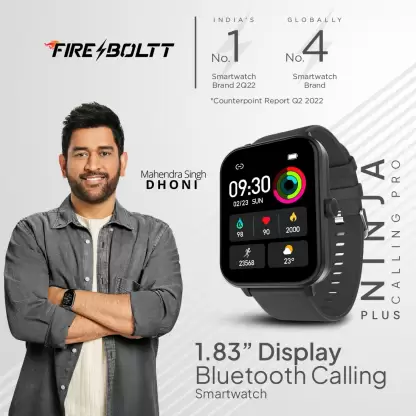 FIRE BOLTT
INDIA'S
No. 1
Smartwatch
Brand 2Q22
GLOBALLY
No. 4
Smartwatch
Brand
*Counterpoint Report Q2 2022
Mahendra Singh
DHONI
09:30
02/23 SUN
98
90
2000
23568
23°
NINJA
CALLING PRO
PLUS
1.83” Display
Bluetooth Calling
Smartwatch